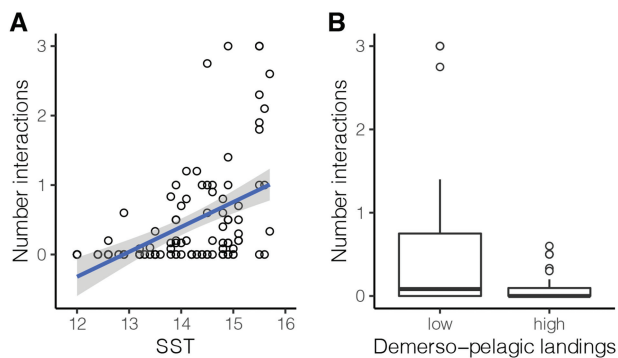 A
B
Number interactions
3
2
1
0
12 13 14 15 16
SST
Number interactions
3
2
1
0
low high
Demerso−pelagic landings